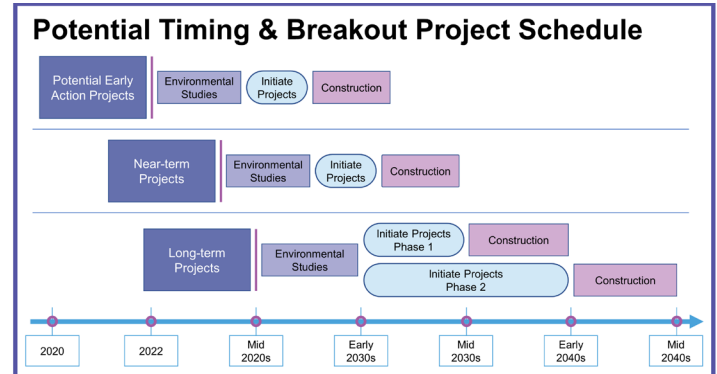 Potential Timing & Breakout Project Schedule
Potential Early
Action Projects
Environmental
Studies
Initiate
Projects
Construction
Near-term
Projects
Environmental
Studies
Initiate
Projects
Construction
Long-term
Projects
Environmental
Studies
Initiate Projects
Phase 1
Construction
Initiate Projects
Phase 2
Construction
2020
2022
Mid
2020s
Early
2030s
Mid
2030s
Early
2040s
Mid
2040s